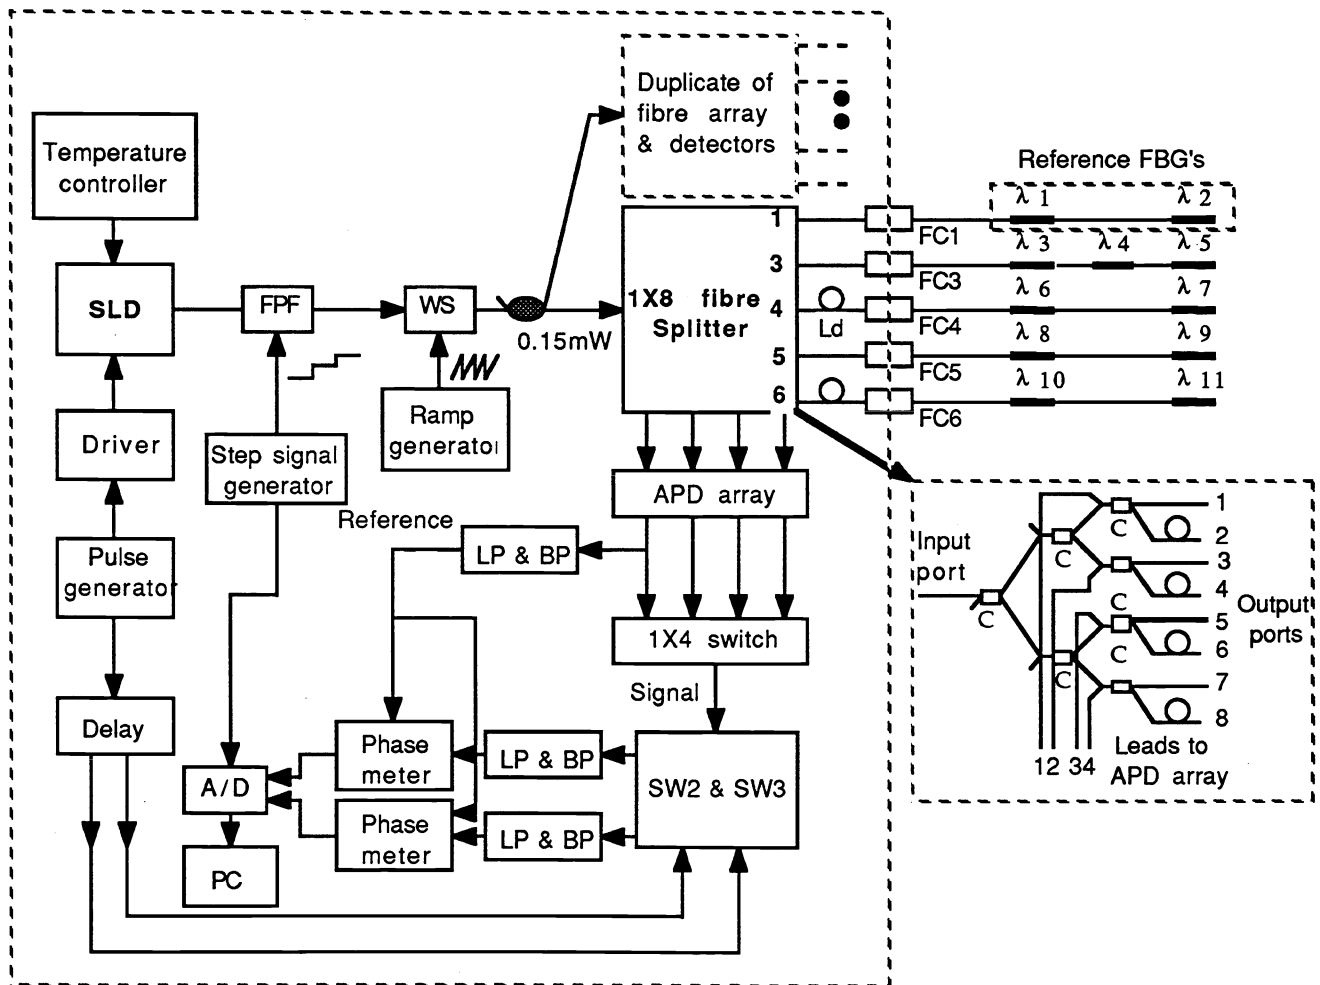 Duplicate of
fibre array
& detectors
Temperature
controller
Reference FBG's
λ 1
λ 2
1
FC1
λ 3
λ 4
λ 5
3
FC3
SLD
FPF
WS
1X8 fibre
Splitter
4
Ld
FC4
λ 6
λ 7
0.15mW
5
FC5
λ 8
λ 9
6
FC6
λ 10
λ 11
Driver
Ramp
generator
Step signal
generator
APD array
Reference
LP & BP
Pulse
generator
1X4 switch
Signal
Delay
Phase
meter
LP & BP
SW2 & SW3
A/D
Phase
meter
LP & BP
PC
Input
port
C
C
C
C
C
C
C
1
2
3
4
5
6
7
8
Output
ports
12 34
Leads to
APD array